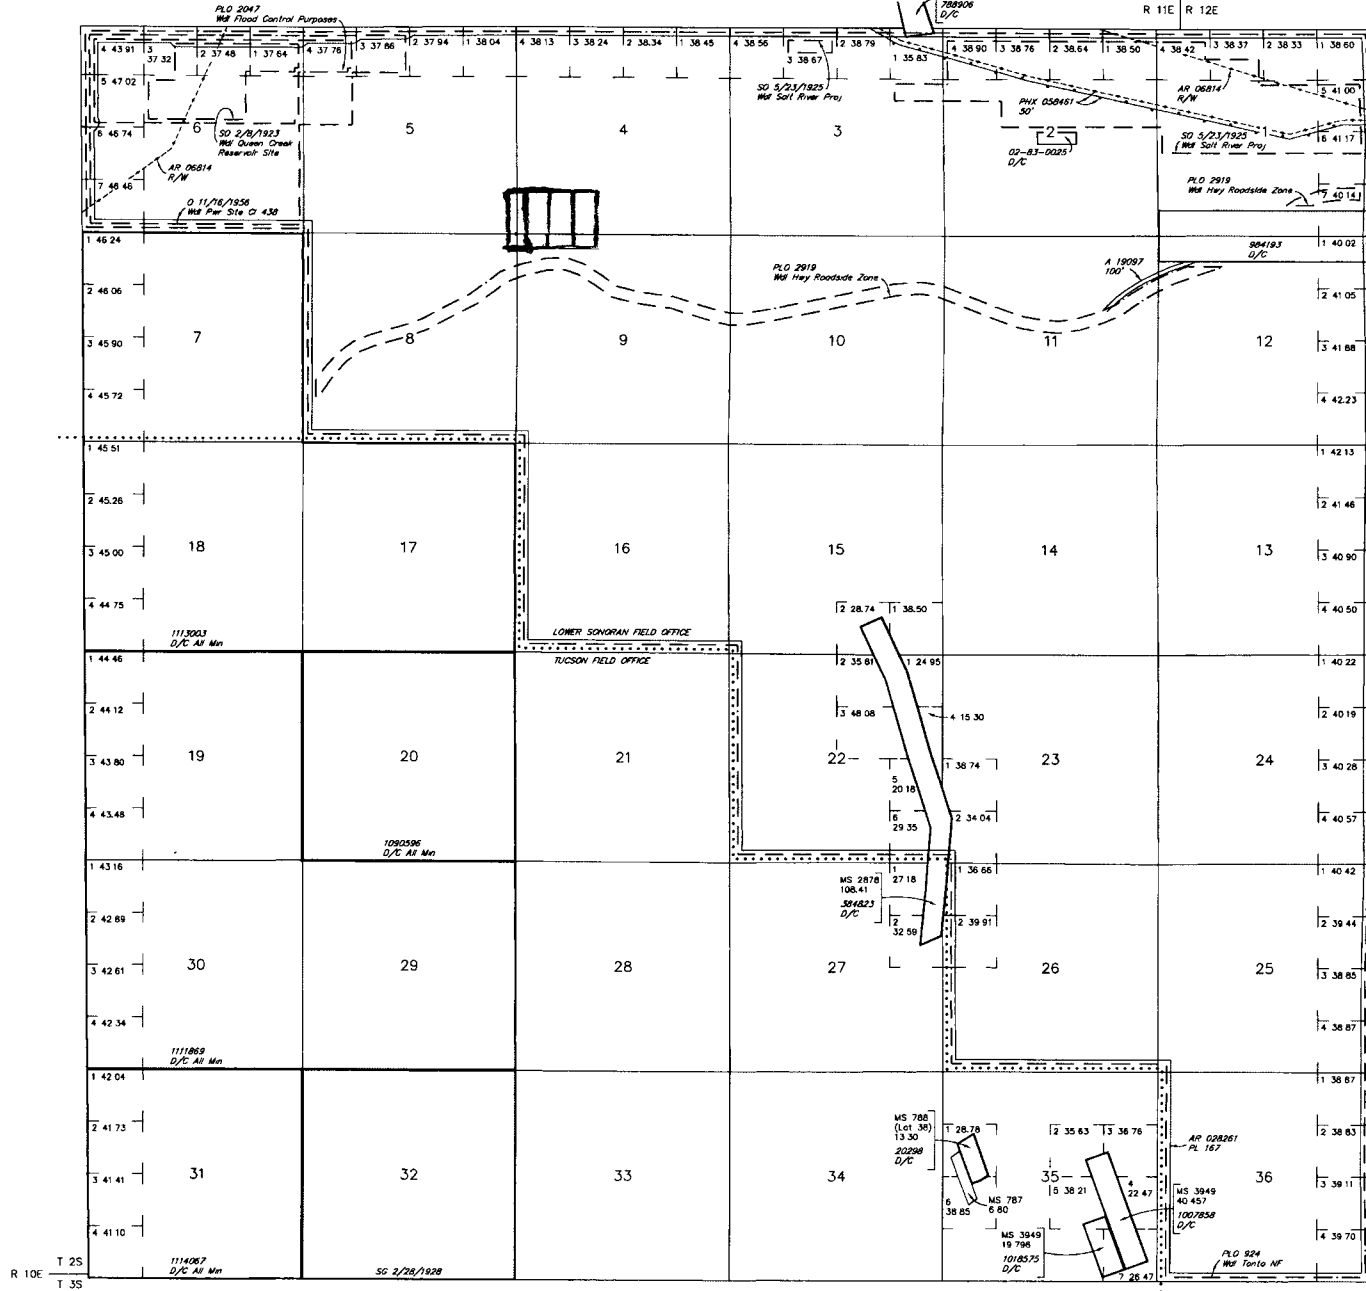 PLO 2047
Wdl Flood Control Purposes
788906
D/C
R 11E R 12E
4 43 91 3 37 32 2 37 48 1 37 64 4 37 76 3 37 86 2 37 94 1 38 04 4 38 13 3 38 24 2 38.34 1 38 45 4 38 56 3 38 67 2 38 79 1 35 83 4 38 90 3 38 76 2 38.64 1 38 50 4 38 42 3 38 37 2 38 33 1 38 60
5 47 02
SO 5/23/1925
Wdl Salt River Proj
PHX 058461
50'
AR 06814
R/W
5 41 00
6 46 74
6
SO 2/8/1923
Wdl Queen Creek
Reservoir Site
5 4 3 2 1
02-83-0025
D/C
SO 5/23/1925
Wdl Salt River Proj
6 41 17
7 46 46
AR 06814
R/W
O 11/16/1956
Wdl Pwr Site Cl 438
PLO 2919
Wdl Hwy Roadside Zone
7 40 14
1 46 24
984193
D/C
1 40 02
PLO 2919
Wdl Hwy Roadside Zone
A 19097
100'
2 46 06
2 41 05
7 8 9 10 11 12
3 45 90
3 41 88
4 45 72
4 42.23
1 45 51
1 42 13
2 45.26
2 41 46
18 17 16 15 14 13
3 45 00
3 40 90
4 44 75
2 28.74 1 38.50
4 40 50
1113003
D/C All Min
LOWER SONORAN FIELD OFFICE
TUCSON FIELD OFFICE
1 44 46
2 35 81 1 24 95
1 40 22
2 44 12
3 48 08 4 15 30
2 40 19
19 20 21 22 23 24
3 43 80
1 38 74
3 40 28
5
20 18
4 43.48
6
29 35
2 34 04
4 40 57
1090596
D/C All Min
1 43 16
1
27 18
1 36 66
1 40 42
MS 2878
108.41
384823
D/C
2 42 89
2
32 59
2 39 91
2 39 44
30 29 28 27 26 25
3 42 61
3 38 85
4 42 34
4 38 87
1111869
D/C All Min
1 42 04
1 38 87
MS 788
(Lot 38)
13 30
20298
D/C
1 28.78
2 35 63 3 36 76
2 41 73
2 38 83
AR 028261
PL 167
31 32 33 34 35 36
3 41 41
3 39 11
MS 787
6 80
5 38 21
4
22 47
MS 3949
40 457
1007858
D/C
6
38 85
4 41 10
4 39 70
MS 3949
19 796
1018575
D/C
PLO 924
Wdl Tonto NF
1114067
D/C All Min
SG 2/28/1928
7 26 47
T 2S
R 10E
T 3S